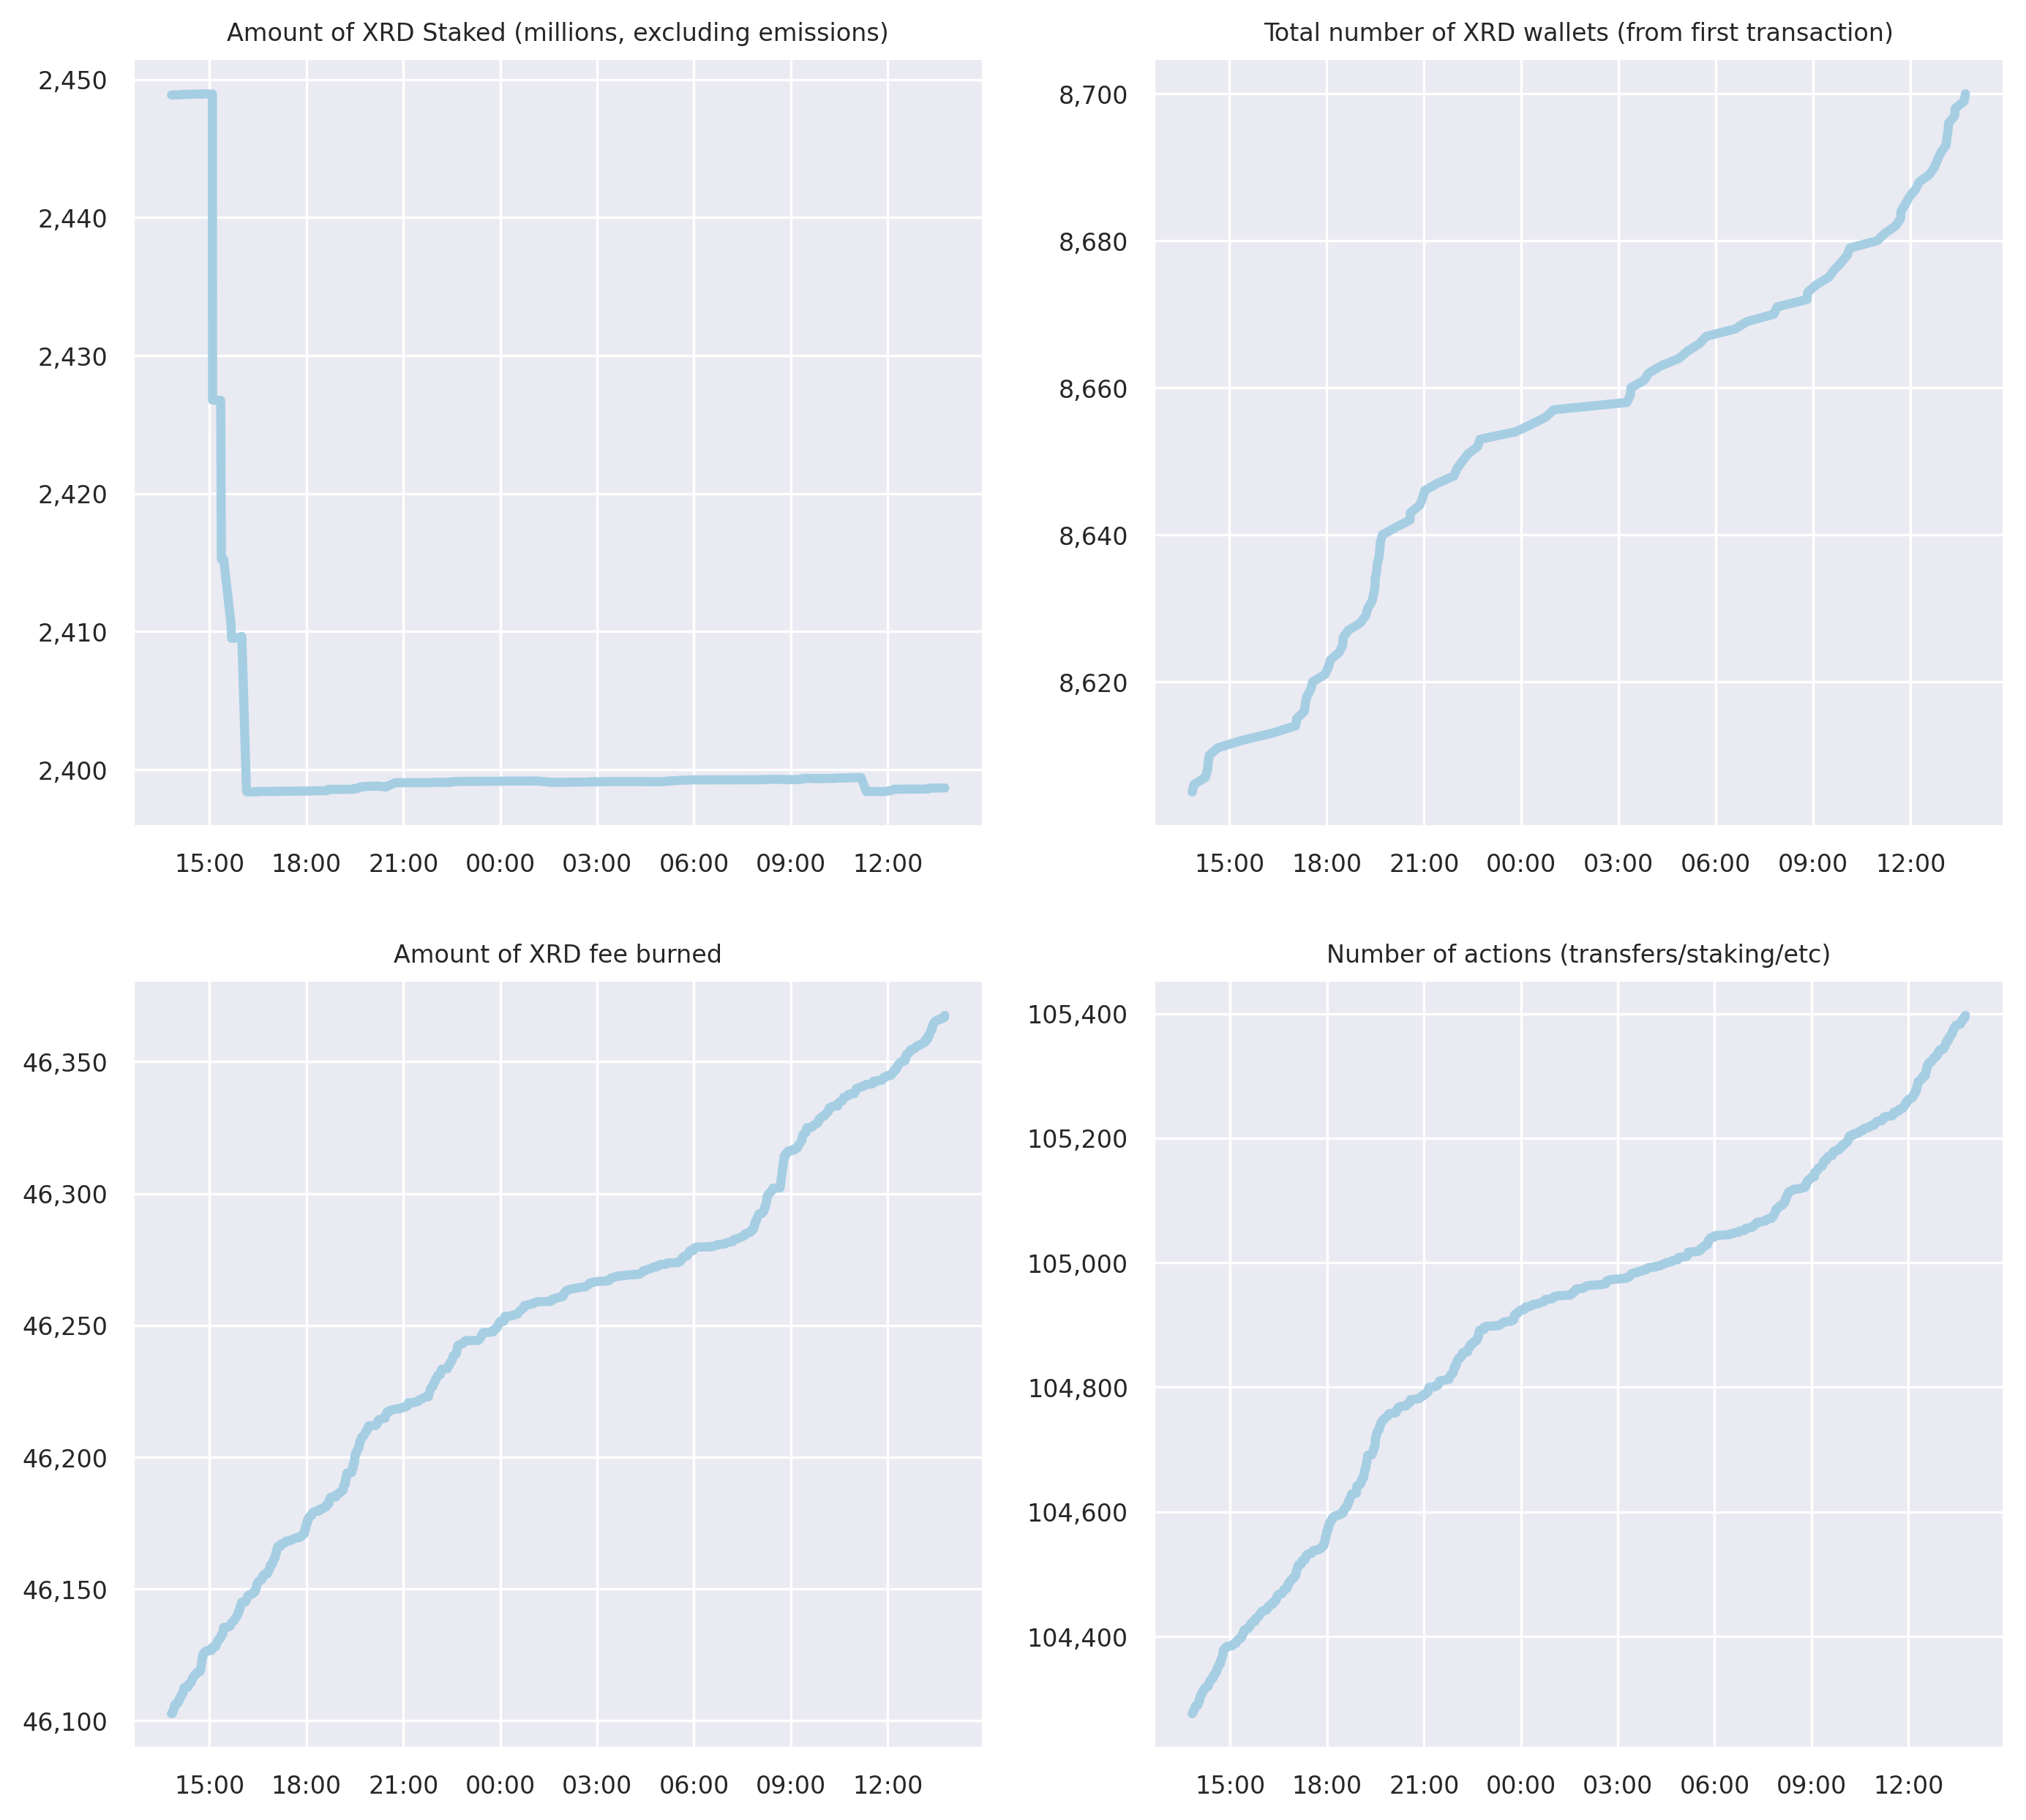 Amount of XRD Staked (millions, excluding emissions)
2,450
2,440
2,430
2,420
2,410
2,400
15:00 18:00 21:00 00:00 03:00 06:00 09:00 12:00
Total number of XRD wallets (from first transaction)
8,700
8,680
8,660
8,640
8,620
15:00 18:00 21:00 00:00 03:00 06:00 09:00 12:00
Amount of XRD fee burned
46,350
46,300
46,250
46,200
46,150
46,100
15:00 18:00 21:00 00:00 03:00 06:00 09:00 12:00
Number of actions (transfers/staking/etc)
105,400
105,200
105,000
104,800
104,600
104,400
15:00 18:00 21:00 00:00 03:00 06:00 09:00 12:00